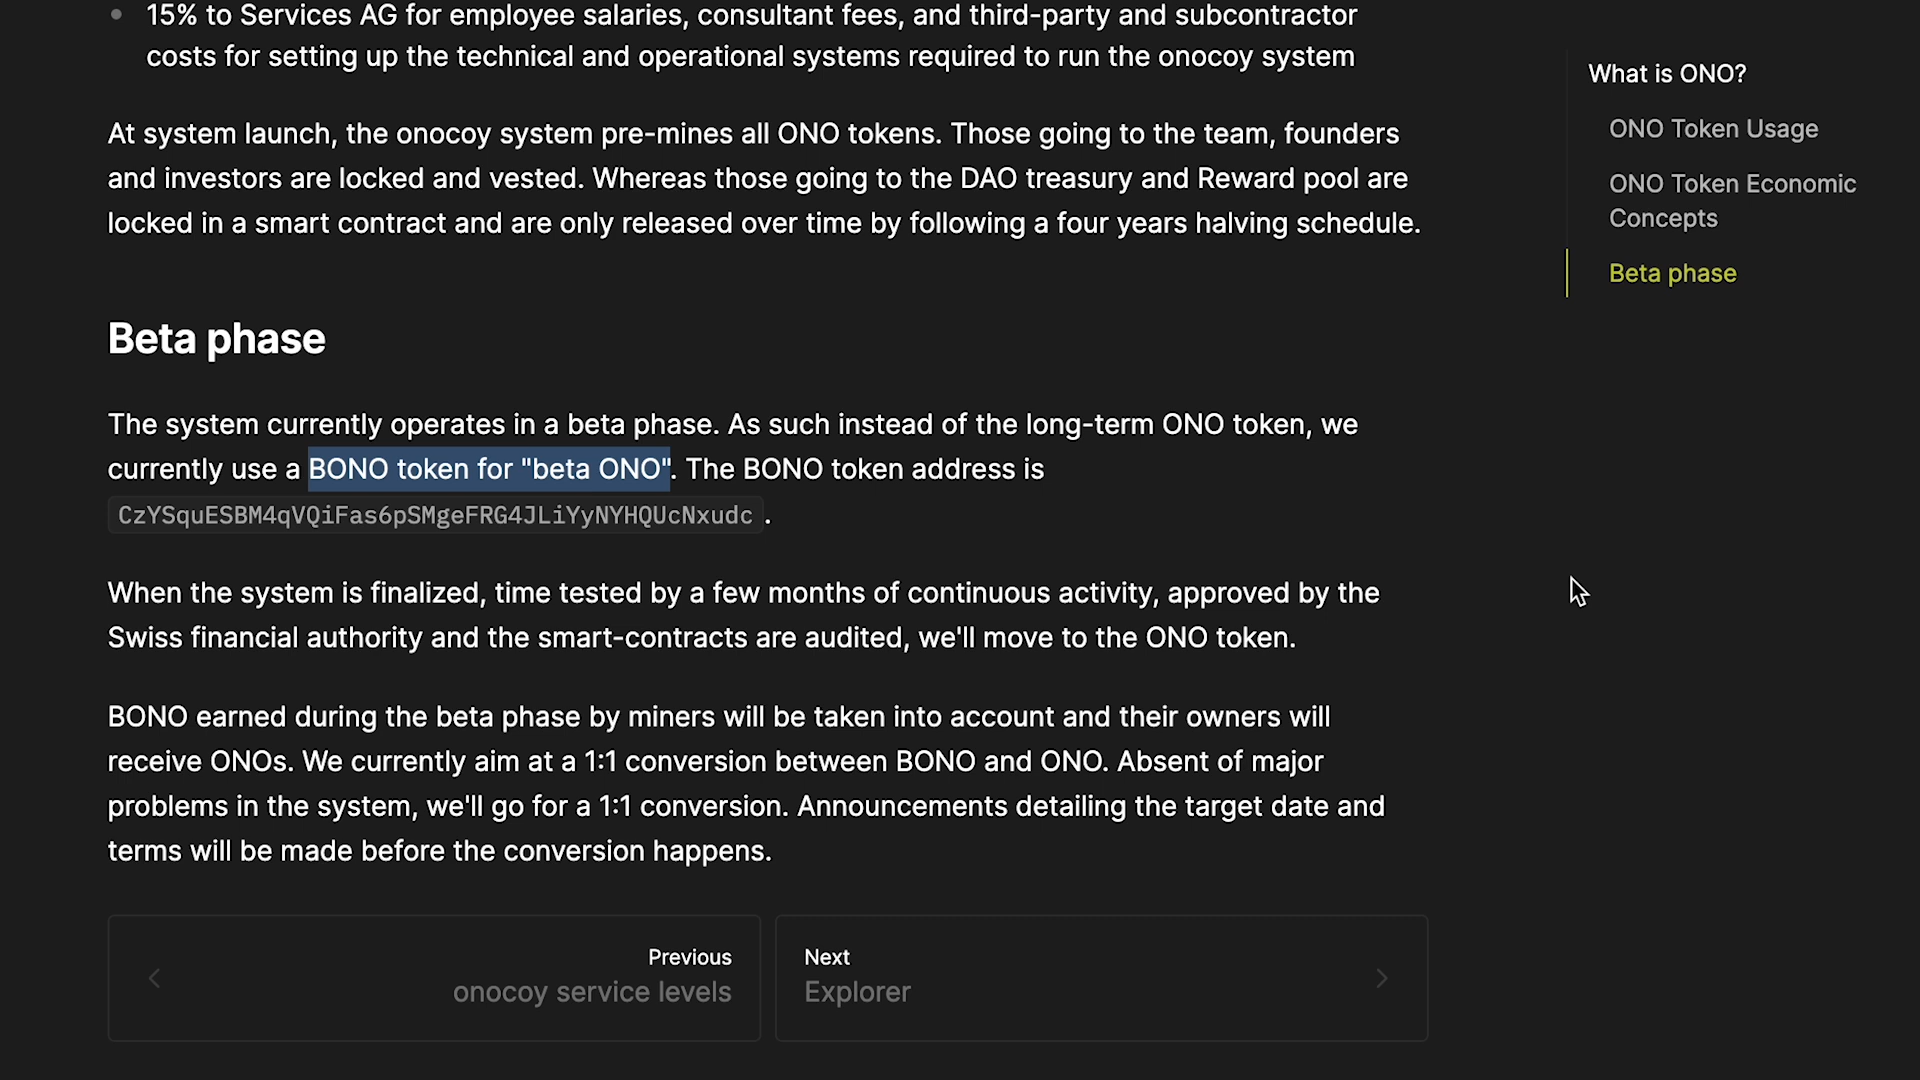 15% to Services AG for employee salaries, consultant fees, and third-party and subcontractor
costs for setting up the technical and operational systems required to run the onocoy system
At system launch, the onocoy system pre-mines all ONO tokens. Those going to the team, founders
and investors are locked and vested. Whereas those going to the DAO treasury and Reward pool are
locked in a smart contract and are only released over time by following a four years halving schedule.
Beta phase
The system currently operates in a beta phase. As such instead of the long-term ONO token, we
currently use a BONO token for "beta ONO". The BONO token address is
CzYSquESBM4qVQiFas6pSMgeFRG4JLiYyNYHQUcNxudc .
When the system is finalized, time tested by a few months of continuous activity, approved by the
Swiss financial authority and the smart-contracts are audited, we'll move to the ONO token.
BONO earned during the beta phase by miners will be taken into account and their owners will
receive ONOs. We currently aim at a 1:1 conversion between BONO and ONO. Absent of major
problems in the system, we'll go for a 1:1 conversion. Announcements detailing the target date and
terms will be made before the conversion happens.
Previous
onocoy service levels
Next
Explorer
What is ONO?
ONO Token Usage
ONO Token Economic
Concepts
Beta phase